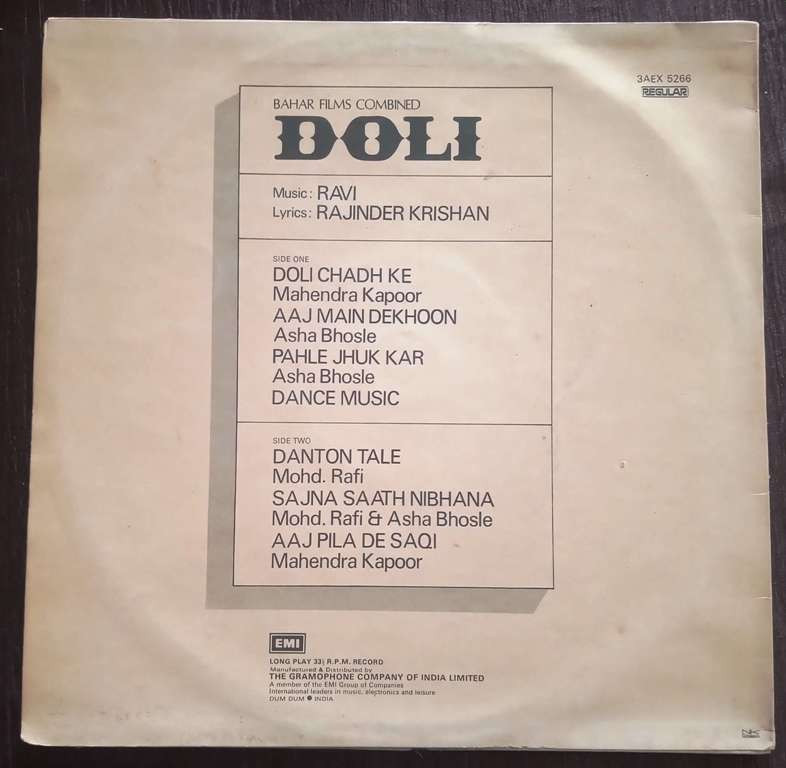 3AEX 5266
REGULAR
BAHAR FILMS COMBINED
DOLI
Music: RAVI
Lyrics: RAJINDER KRISHAN
SIDE ONE
DOLI CHADH KE
Mahendra Kapoor
AAJ MAIN DEKHOON
Asha Bhosle
PAHLE JHUK KAR
Asha Bhosle
DANCE MUSIC
SIDE TWO
DANTON TALE
Mohd. Rafi
SAJNA SAATH NIBHANA
Mohd. Rafi & Asha Bhosle
AAJ PILA DE SAQI
Mahendra Kapoor
EMI
LONG PLAY 33⅓ R.P.M. RECORD
Manufactured & Distributed by
THE GRAMOPHONE COMPANY OF INDIA LIMITED
A member of the EMI Group of Companies
International leaders in music, electronics and leisure
DUM DUM ● INDIA